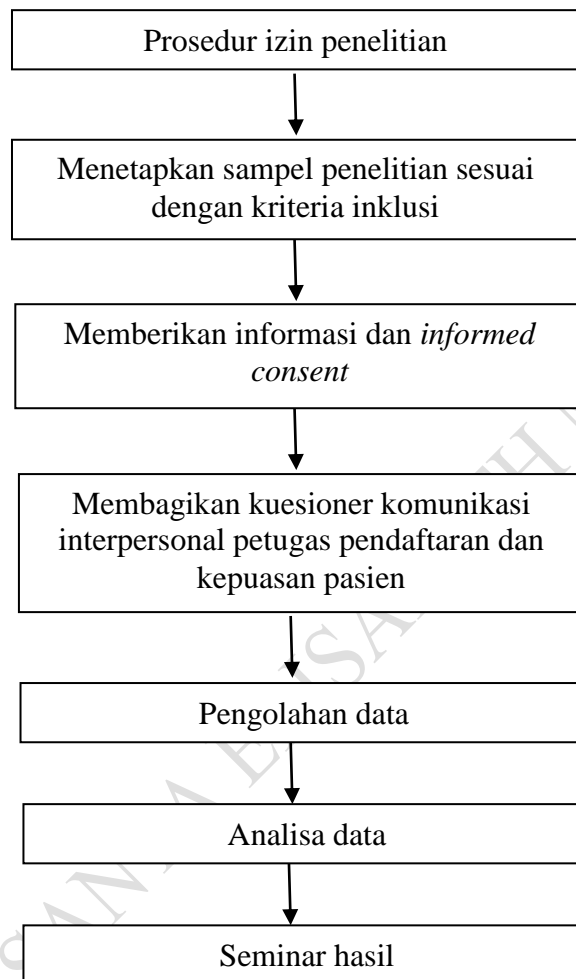 Prosedur izin penelitian
Menetapkan sampel penelitian sesuai
dengan kriteria inklusi
Memberikan informasi dan informed
consent
Membagikan kuesioner komunikasi
interpersonal petugas pendaftaran dan
kepuasan pasien
Pengolahan data
Analisa data
Seminar hasil